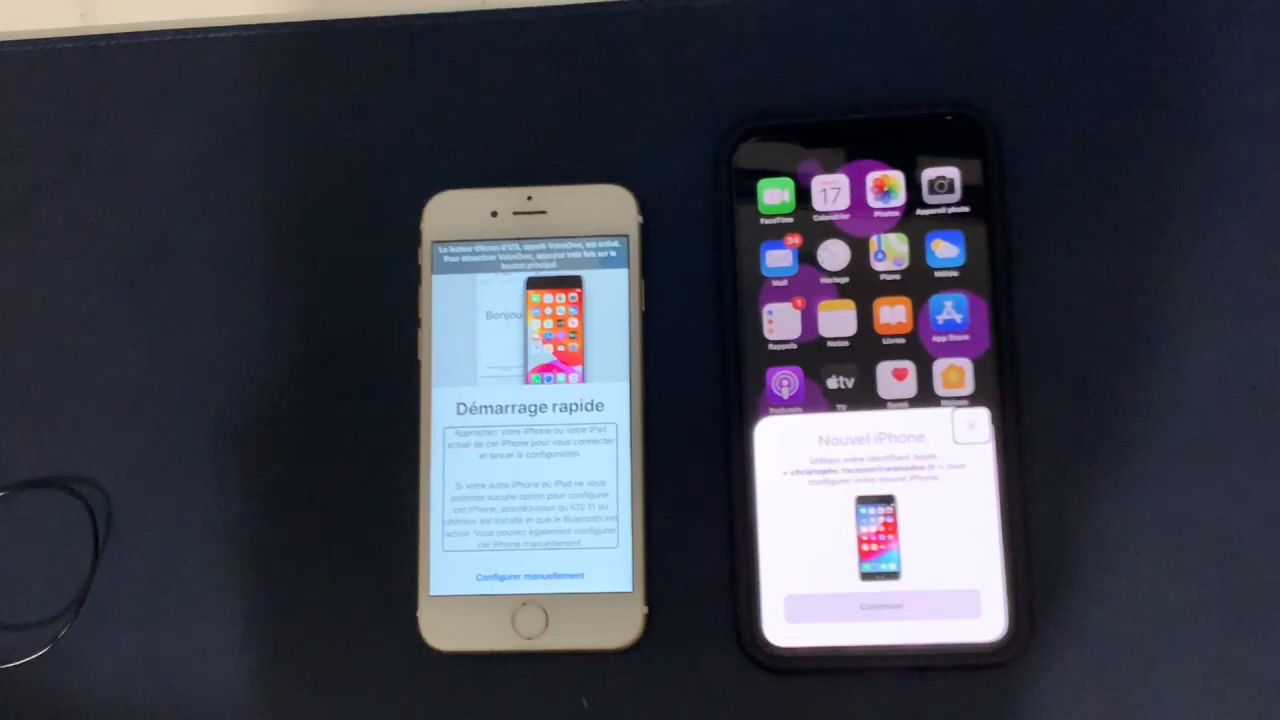 Le lecteur d'écran d'iOS, appelé VoiceOver, est activé.
Pour désactiver VoiceOver, appuyez trois fois sur le
bouton principal.
Bonjou
Démarrage rapide
Approchez votre iPhone ou votre iPad
actuel de cet iPhone pour vous connecter
et lancer la configuration.
Si votre autre iPhone ou iPad ne vous
propose aucune option pour configurer
cet iPhone, assurez-vous qu'iOS 11 ou
ultérieur est installé et que le Bluetooth est
activé. Vous pouvez également configurer
cet iPhone manuellement.
Configurer manuellement
17
FaceTime
Calendrier
Photos
Appareil photo
24
Mail
Horloge
Plans
Météo
1
Rappels
Notes
Livres
App Store
tv
Podcasts
TV
Santé
Maison
Nouvel iPhone
Utilisez votre identifiant Apple
pour
configurer votre nouvel iPhone.
Continuer